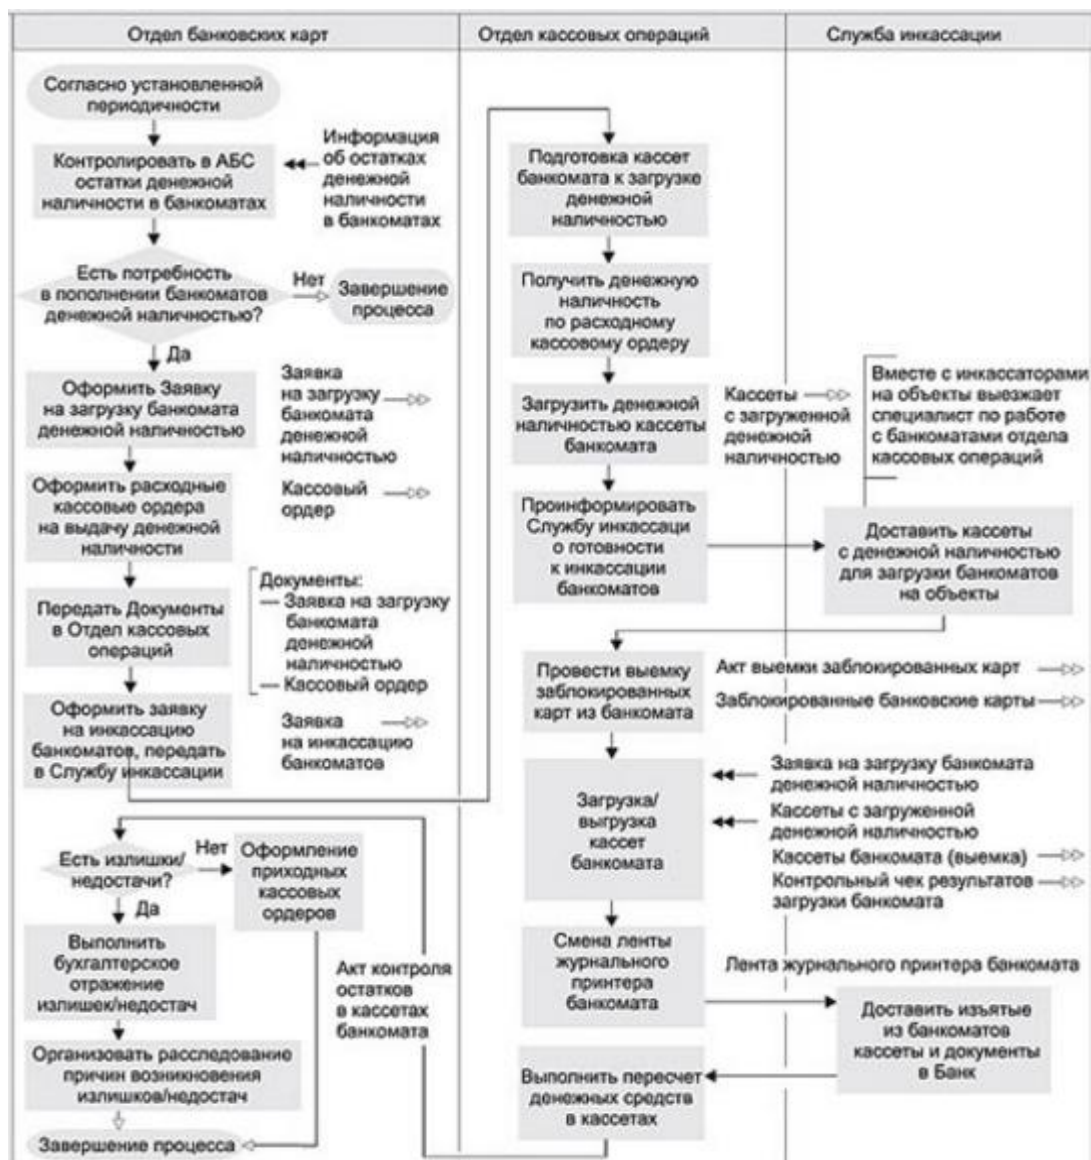 Отдел банковских карт
Отдел кассовых операций
Служба инкассации
Согласно установленной
периодичности
Контролировать в АБС
остатки денежной
наличности в банкоматах
Информация
об остатках
денежной
наличности
в банкоматах
Есть потребность
в пополнении банкоматов
денежной наличностью?
Нет
Завершение
процесса
Да
Оформить Заявку
на загрузку банкомата
денежной наличностью
Заявка
на загрузку
банкомата
денежной
наличностью
Оформить расходные
кассовые ордера
на выдачу денежной
наличности
Кассовый
ордер
Передать Документы
в Отдел кассовых
операций
Документы:
— Заявка на загрузку
банкомата
денежной
наличностью
— Кассовый ордер
Оформить заявку
на инкассацию
банкоматов, передать
в Службу инкассации
Заявка
на инкассацию
банкоматов
Подготовка кассет
банкомата к загрузке
денежной
наличностью
Получить денежную
наличность
по расходному
кассовому ордеру
Загрузить денежной
наличностью кассеты
банкомата
Кассеты
с загруженной
денежной
наличностью
Вместе с инкассаторами
на объекты выезжает
специалист по работе
с банкоматами отдела
кассовых операций
Проинформировать
Службу инкассаци
о готовности
к инкассации
банкоматов
Доставить кассеты
с денежной наличностью
для загрузки банкоматов
на объекты
Провести выемку
заблокированных
карт из банкомата
Акт выемки заблокированных карт
Заблокированные банковские карты
Загрузка/
выгрузка
кассет
банкомата
Заявка на загрузку банкомата
денежной наличностью
Кассеты с загруженной
денежной наличностью
Кассеты банкомата (выемка)
Контрольный чек результатов
загрузки банкомата
Смена ленты
журнального
принтера
банкомата
Лента журнального принтера банкомата
Доставить изъятые
из банкоматов
кассеты и документы
в Банк
Выполнить пересчет
денежных средств
в кассетах
Акт контроля
остатков
в кассетах
банкомата
Есть излишки/
недостачи?
Нет
Оформление
приходных
кассовых
ордеров
Да
Выполнить
бухгалтерское
отражение
излишек/недостач
Организовать расследование
причин возникновения
излишков/недостач
Завершение процесса